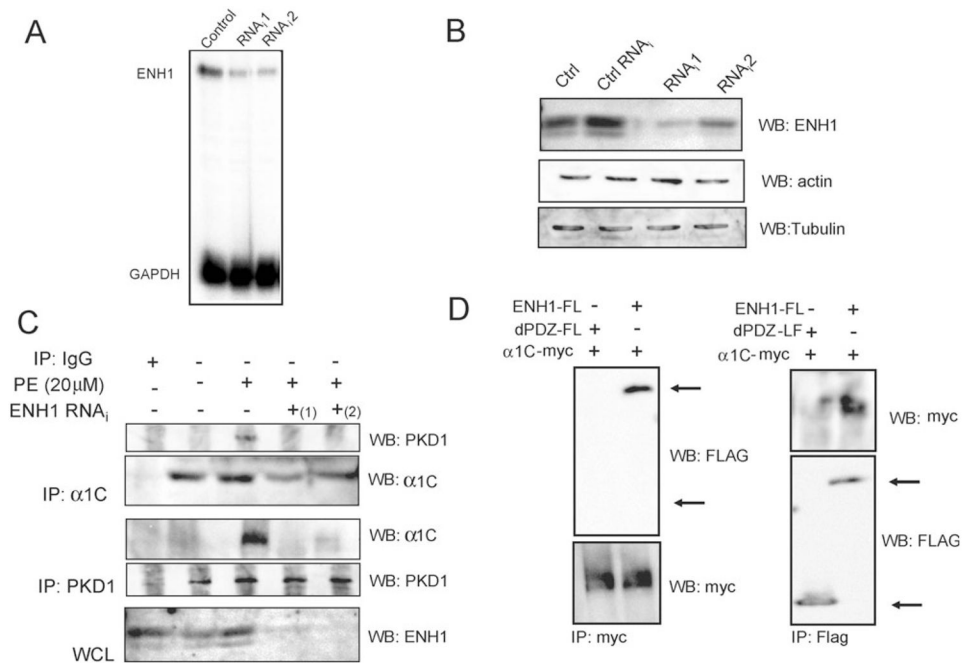 A
Control
RNAi1
RNAi2
ENH1
GAPDH
B
Ctrl
Ctrl RNAi
RNAi1
RNAi2
WB: ENH1
WB: actin
WB:Tubulin
C
IP: IgG + - - - -
PE (20µM) - - + + +
ENH1 RNAi - - - +(1) +(2)
WB: PKD1
IP: α1C WB: α1C
WB: α1C
IP: PKD1 WB: PKD1
WCL WB: ENH1
D
ENH1-FL - +
dPDZ-FL + -
α1C-myc + +
WB: FLAG
WB: myc
IP: myc
ENH1-FL - +
dPDZ-LF + -
α1C-myc + +
WB: myc
WB: FLAG
IP: Flag